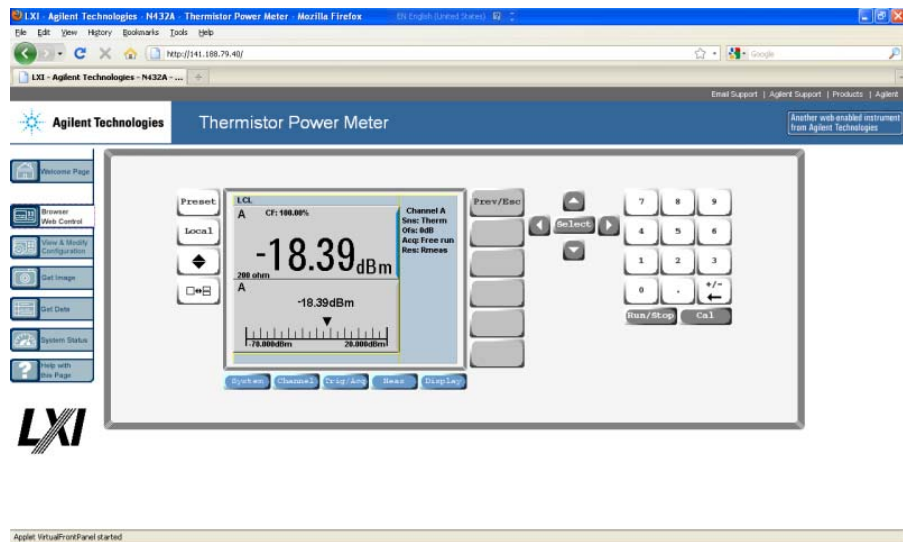 LXI - Agilent Technologies - N432A - Thermistor Power Meter - Mozilla Firefox
EN English (United States)
File Edit View History Bookmarks Tools Help
http://141.188.79.40/
Google
LXI - Agilent Technologies - N432A - ...
Email Support | Agilent Support | Products | Agilent
Agilent Technologies
Thermistor Power Meter
Another web-enabled instrument
from Agilent Technologies
Welcome Page
Browser
Web Control
View & Modify
Configuration
Get Image
Get Data
System Status
Help with
this Page
LXI
Preset
Local
LCL
A CF: 100.00%
-18.39dBm
200 ohm
Channel A
Sns: Therm
Ofs: 0dB
Acq: Free run
Res: Rmeas
A
-18.39dBm
-70.000dBm 20.000dBm
System Channel Trig/Acq Meas Display
Prev/Esc
Select
7 8 9
4 5 6
1 2 3
0 . +/-
Run/Stop Cal
Applet VirtualFrontPanel started